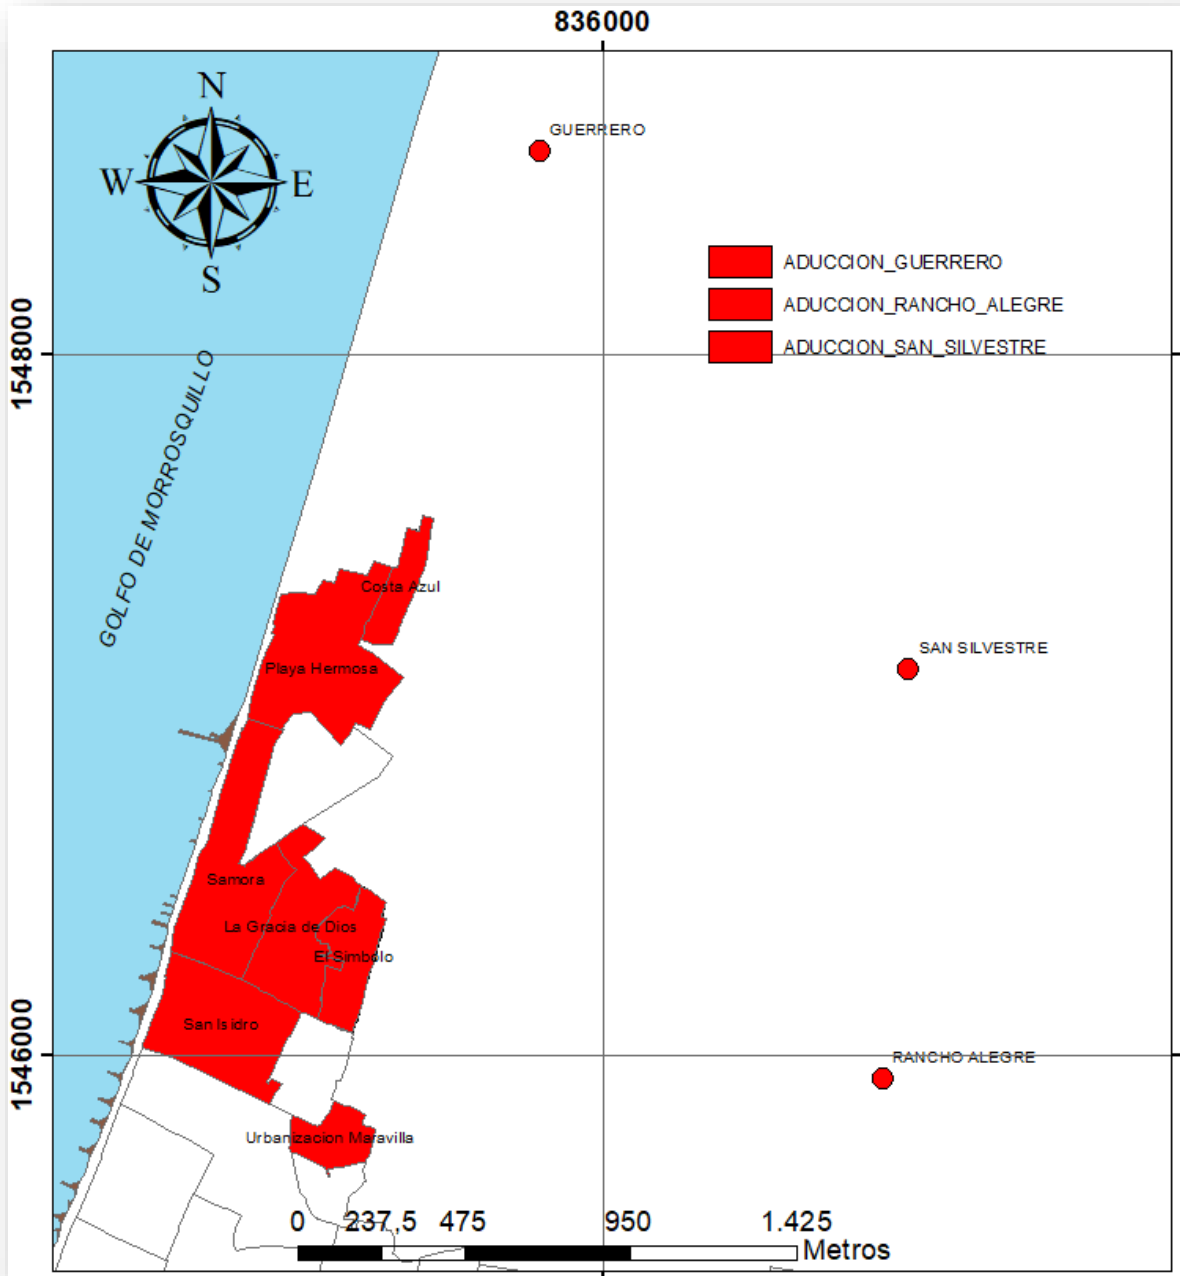 836000
N
W E
S
GUERRERO
ADUCCION_GUERRERO
ADUCCION_RANCHO_ALEGRE
ADUCCION_SAN_SILVESTRE
1548000
GOLFO DE MORROSQUILLO
Costa Azul
Playa Hermosa
SAN SILVESTRE
Samora
La Gracia de Dios
El Simbolo
San Isidro
1546000
RANCHO ALEGRE
Urbanizacion Maravilla
0 237,5 475 950 1.425
Metros